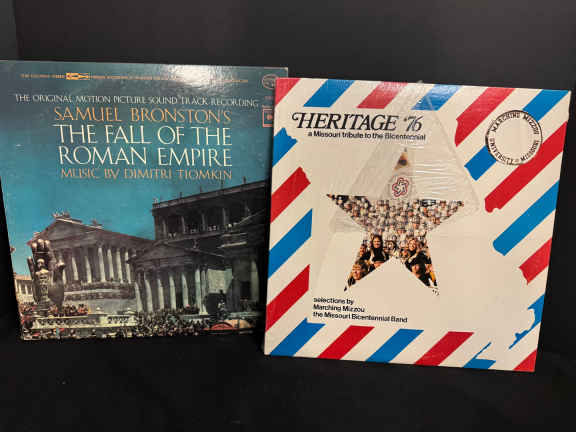 THE ORIGINAL MOTION PICTURE SOUND TRACK RECORDING
SAMUEL BRONSTON'S
THE FALL OF THE
ROMAN EMPIRE
MUSIC BY DIMITRI TIOMKIN
HERITAGE '76
a Missouri tribute to the Bicentennial
MARCHING MIZZOU
UNIVERSITY MISSOURI
selections by
Marching Mizzou
the Missouri Bicentennial Band